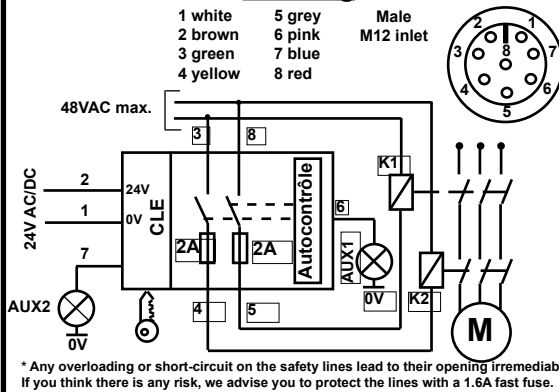 1 white 5 grey Male
2 brown 6 pink M12 inlet
3 green 7 blue
4 yellow 8 red
2 1
3 8 7
4 6
5
48VAC max.
3 8
K1
24V AC/DC
2 24V
1 0V
CLE
2A 2A
Autocontrôle
6
AUX1
0V
7
AUX2
0V
4 5
K2
M
* Any overloading or short-circuit on the safety lines lead to their opening irremediab
If you think there is any risk, we advise you to protect the lines with a 1.6A fast fuse.